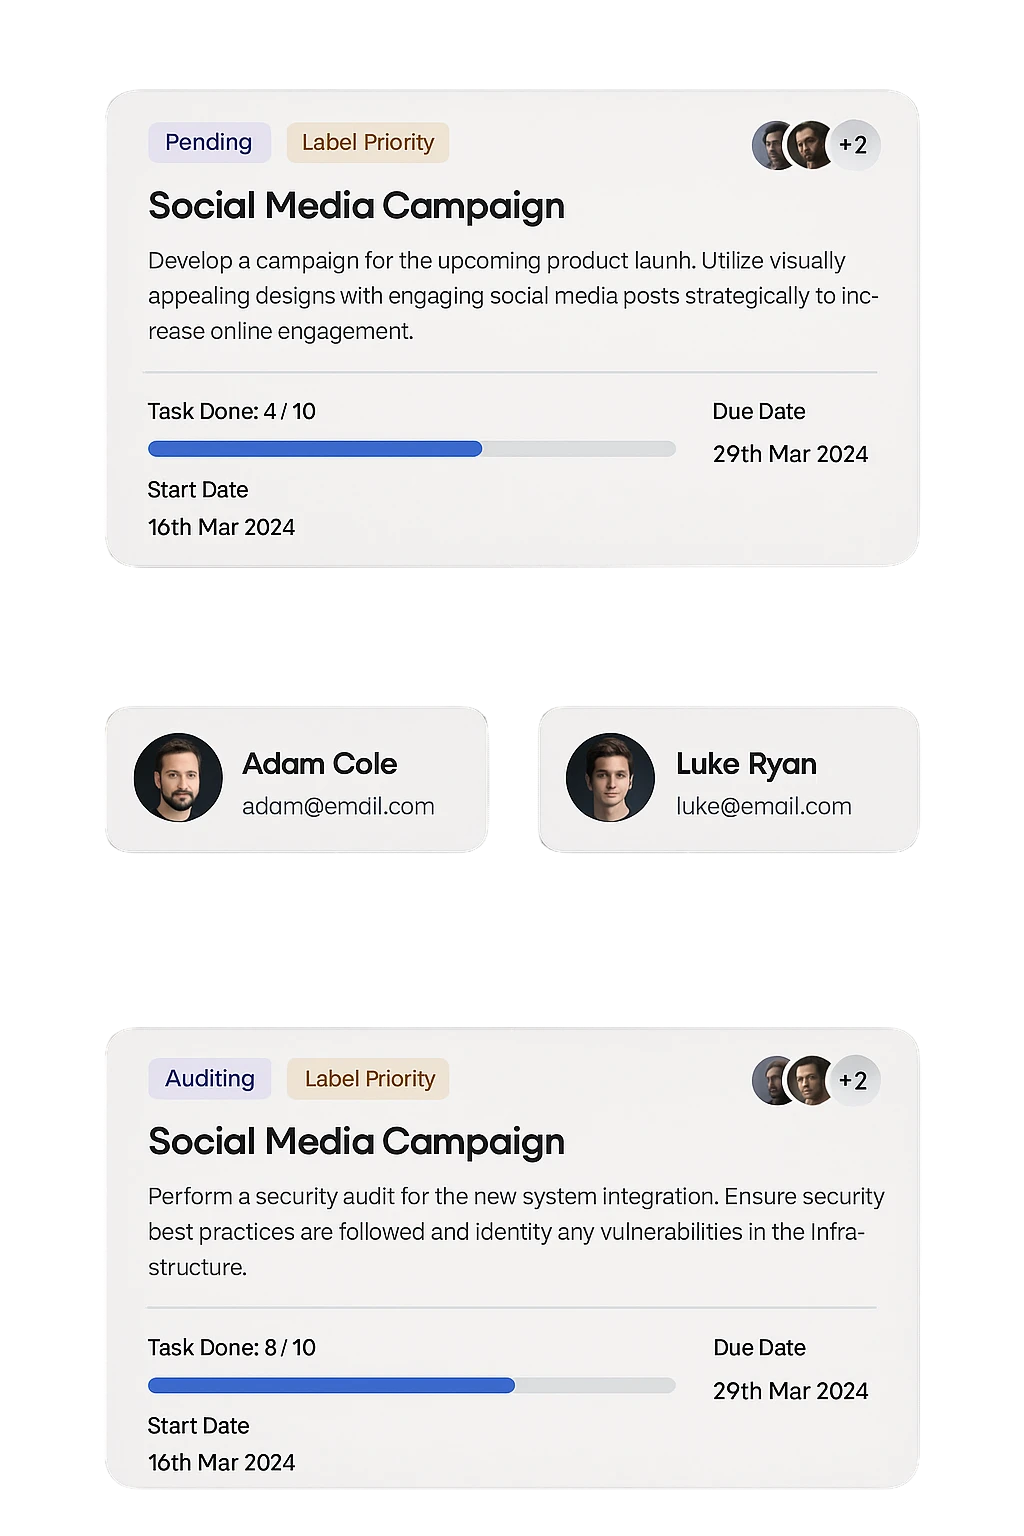 Pending Label Priority +2
Social Media Campaign
Develop a campaign for the upcoming product launh. Utilize visually
appealing designs with engaging social media posts strategically to inc-
rease online engagement.
Task Done: 4 / 10
Due Date
29th Mar 2024
Start Date
16th Mar 2024
Adam Cole
adam@emdil.com
Luke Ryan
luke@email.com
Auditing Label Priority +2
Social Media Campaign
Perform a security audit for the new system integration. Ensure security
best practices are followed and identity any vulnerabilities in the Infra-
structure.
Task Done: 8 / 10
Due Date
29th Mar 2024
Start Date
16th Mar 2024